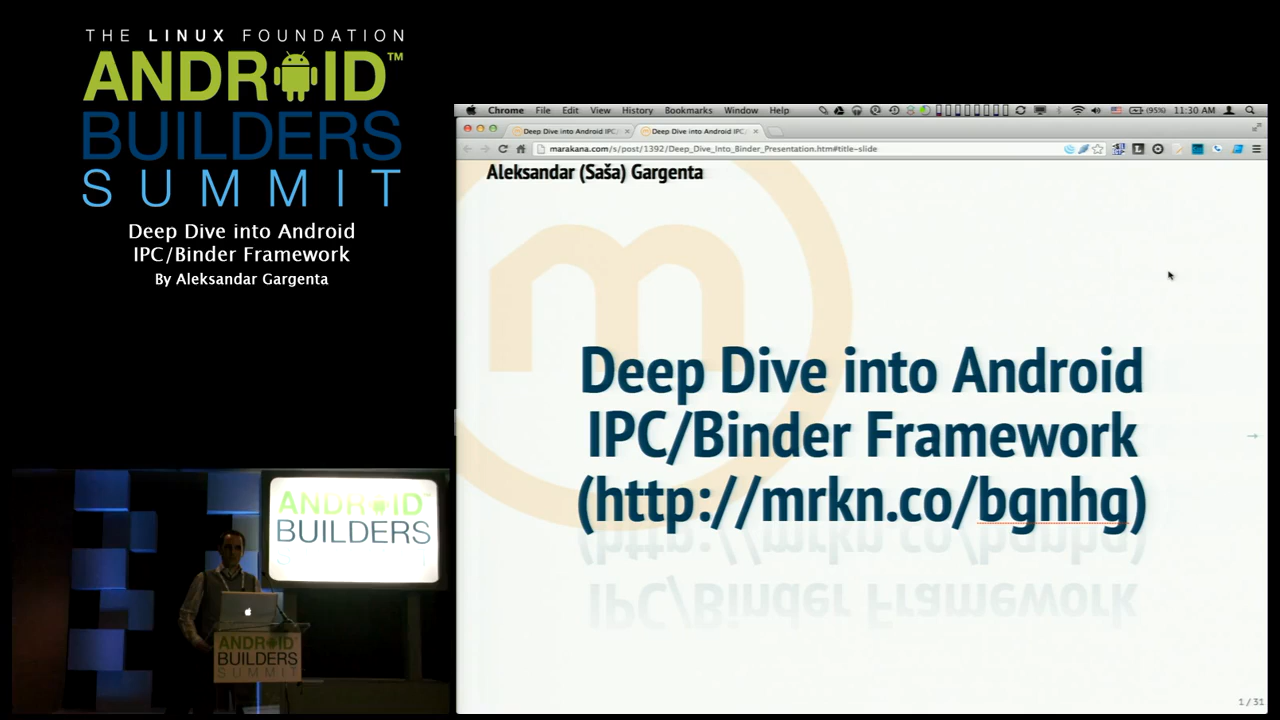 THE LINUX FOUNDATION
ANDROID™
BUILDERS
SUMMIT
Deep Dive into Android
IPC/Binder Framework
By Aleksandar Gargenta
Chrome File Edit View History Bookmarks Window Help (95%) 11:30 AM
Deep Dive into Android IPC/ Deep Dive into Android IPC/
marakana.com/s/post/1392/Deep_Dive_Into_Binder_Presentation.htm#title-slide
Aleksandar (Saša) Gargenta
m
Deep Dive into Android
IPC/Binder Framework
(http://mrkn.co/bgnhg)
1 / 31
ANDROID™
BUILDERS
ANDROID
BUILDERS
SUMMIT